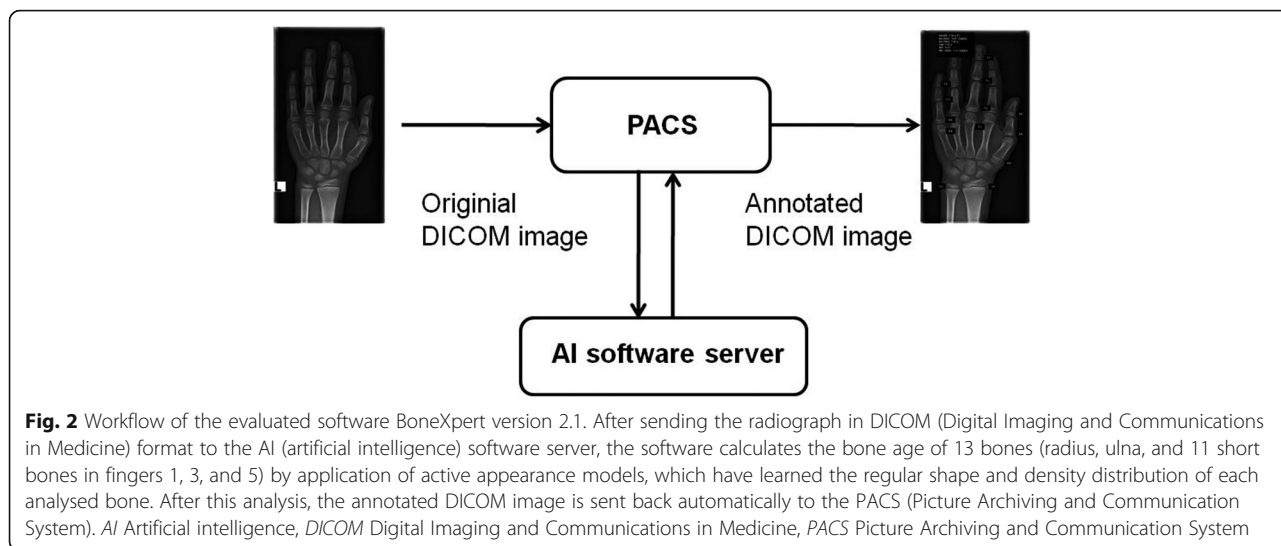 PACS
Originial
DICOM image
Annotated
DICOM image
L
AI software server
Fig. 2 Workflow of the evaluated software BoneXpert version 2.1. After sending the radiograph in DICOM (Digital Imaging and Communications
in Medicine) format to the AI (artificial intelligence) software server, the software calculates the bone age of 13 bones (radius, ulna, and 11 short
bones in fingers 1, 3, and 5) by application of active appearance models, which have learned the regular shape and density distribution of each
analysed bone. After this analysis, the annotated DICOM image is sent back automatically to the PACS (Picture Archiving and Communication
System). AI Artificial intelligence, DICOM Digital Imaging and Communications in Medicine, PACS Picture Archiving and Communication System